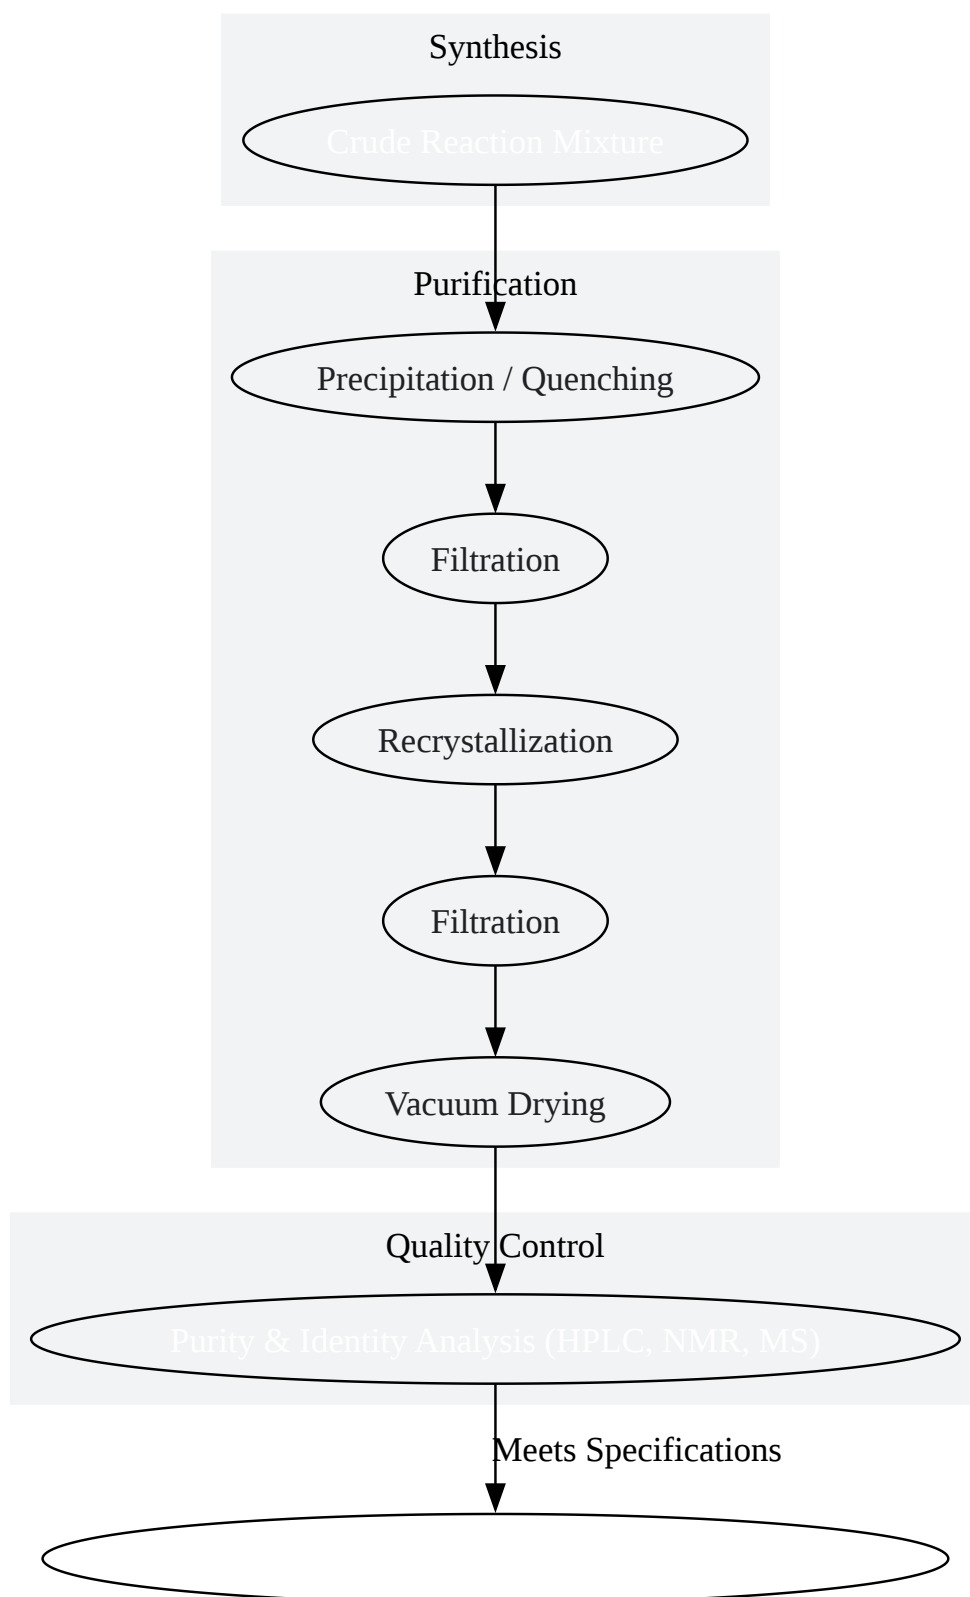 Synthesis
Crude Reaction Mixture
Purification
Precipitation / Quenching
Filtration
Recrystallization
Filtration
Vacuum Drying
Quality Control
Purity & Identity Analysis (HPLC, NMR, MS)
Meets Specifications